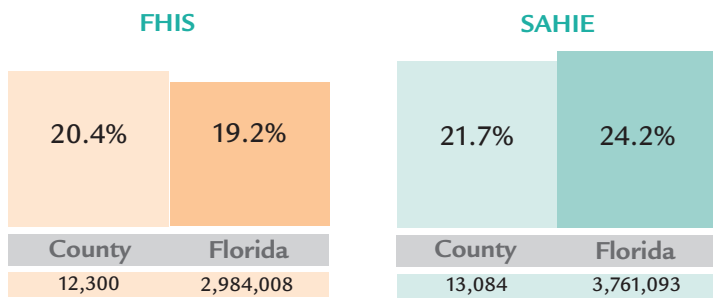 FHIS
20.4% 19.2%
County Florida
12,300 2,984,008
SAHIE
21.7% 24.2%
County Florida
13,084 3,761,093